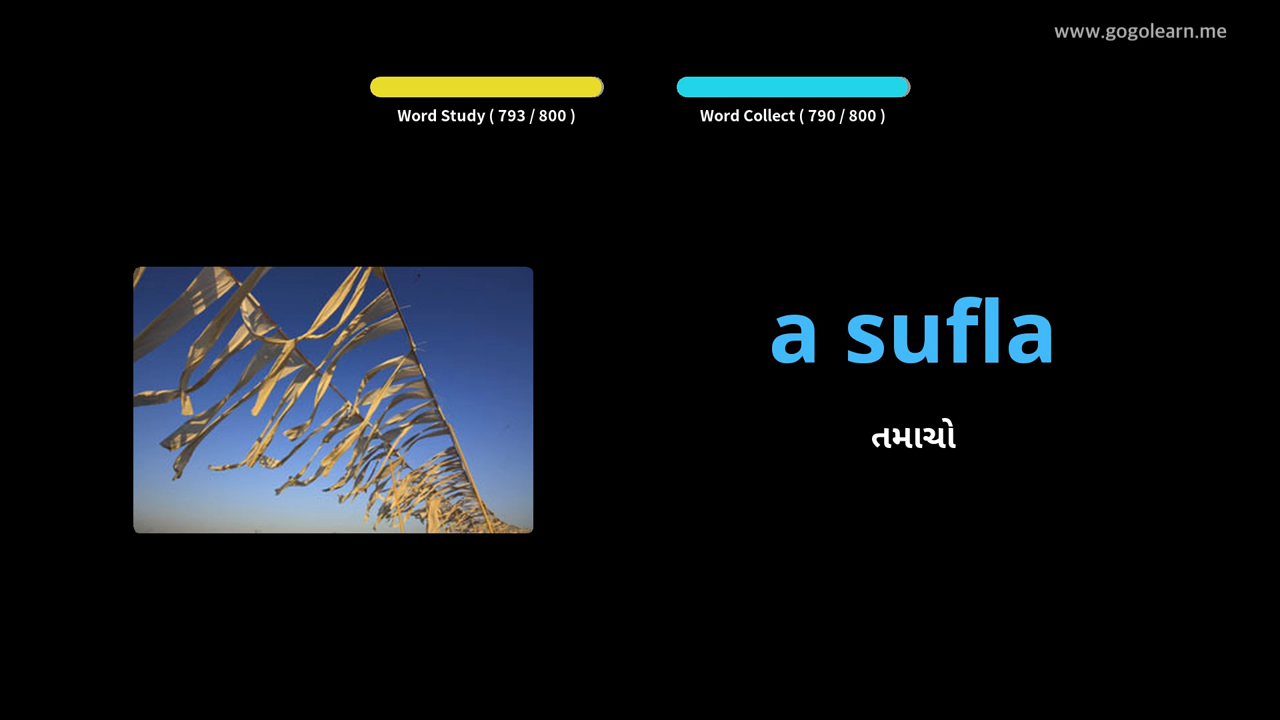 www.gogolearn.me
Word Study ( 793 / 800 )
Word Collect ( 790 / 800 )
a sufla
તમાચો